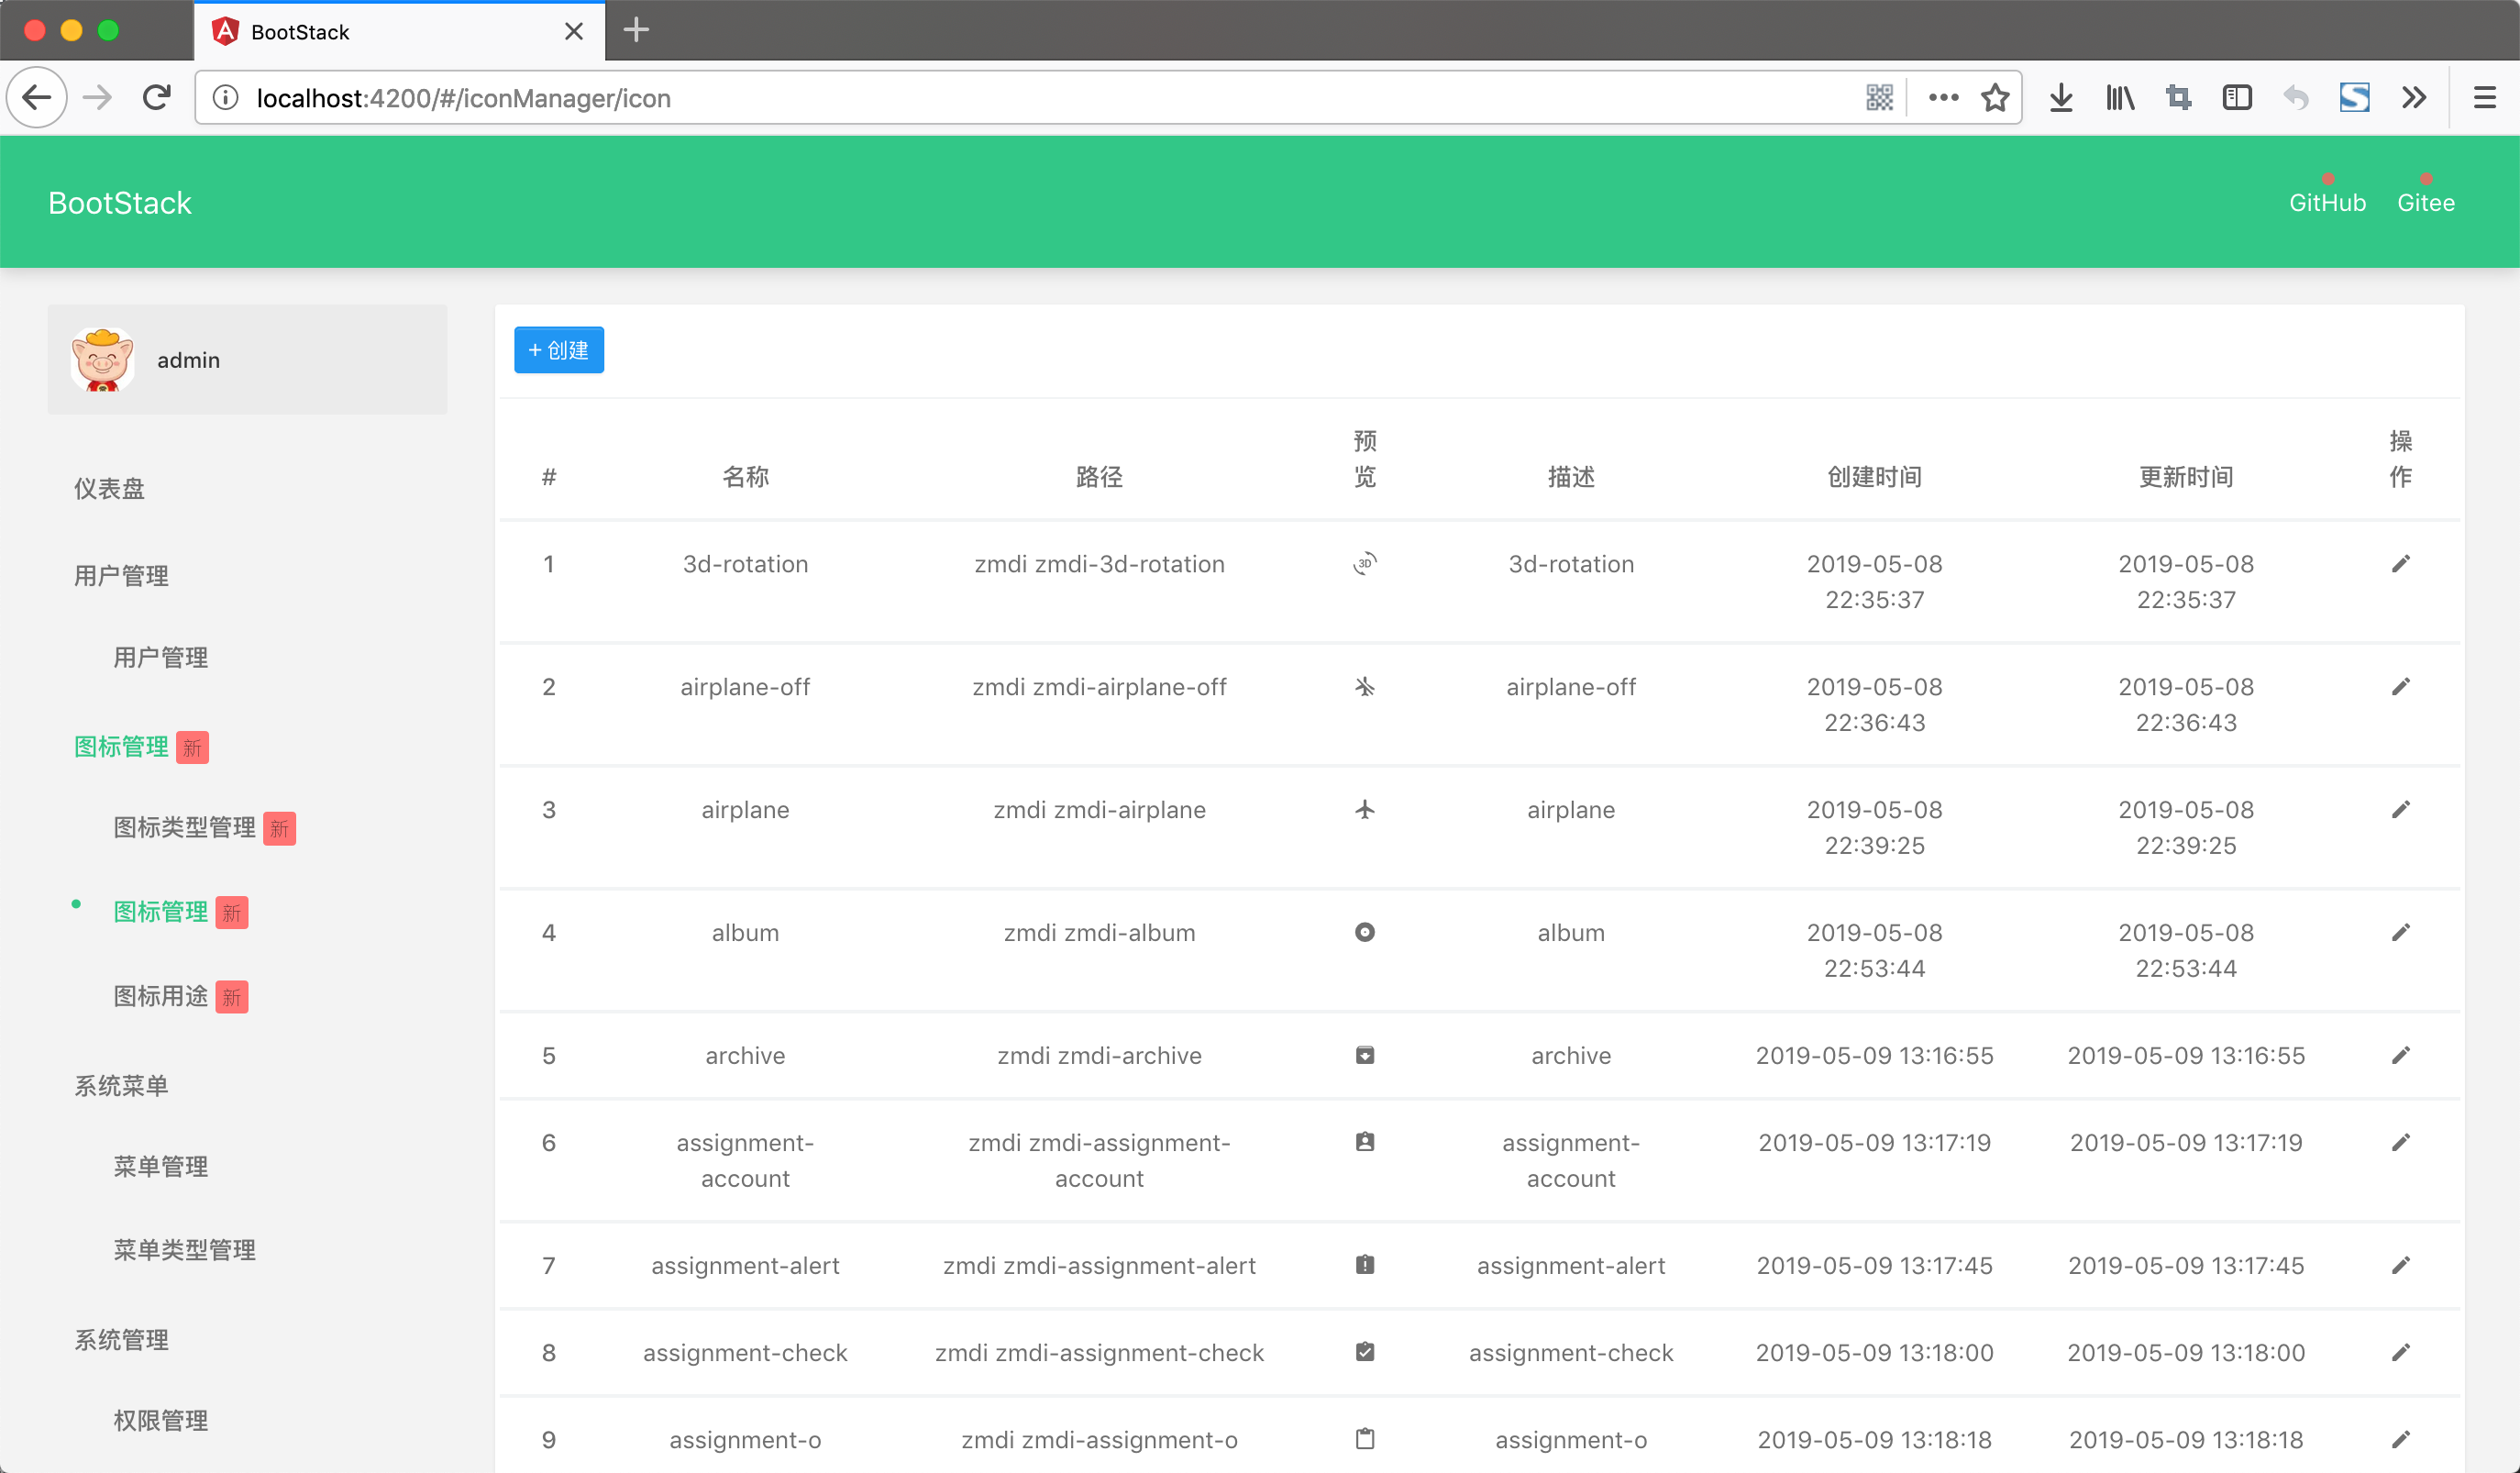 BootStack
localhost:4200/#/iconManager/icon
BootStack
GitHub Gitee
admin
仪表盘
用户管理
用户管理
图标管理 新
图标类型管理 新
图标管理 新
图标用途 新
系统菜单
菜单管理
菜单类型管理
系统管理
权限管理
+ 创建
# 名称 路径 预览 描述 创建时间 更新时间 操作
1 3d-rotation zmdi zmdi-3d-rotation 3D 3d-rotation 2019-05-08 2019-05-08
22:35:37 22:35:37
2 airplane-off zmdi zmdi-airplane-off airplane-off 2019-05-08 2019-05-08
22:36:43 22:36:43
3 airplane zmdi zmdi-airplane airplane 2019-05-08 2019-05-08
22:39:25 22:39:25
4 album zmdi zmdi-album album 2019-05-08 2019-05-08
22:53:44 22:53:44
5 archive zmdi zmdi-archive archive 2019-05-09 13:16:55 2019-05-09 13:16:55
6 assignment- zmdi zmdi-assignment- assignment- 2019-05-09 13:17:19 2019-05-09 13:17:19
account account account
7 assignment-alert zmdi zmdi-assignment-alert assignment-alert 2019-05-09 13:17:45 2019-05-09 13:17:45
8 assignment-check zmdi zmdi-assignment-check assignment-check 2019-05-09 13:18:00 2019-05-09 13:18:00
9 assignment-o zmdi zmdi-assignment-o assignment-o 2019-05-09 13:18:18 2019-05-09 13:18:18